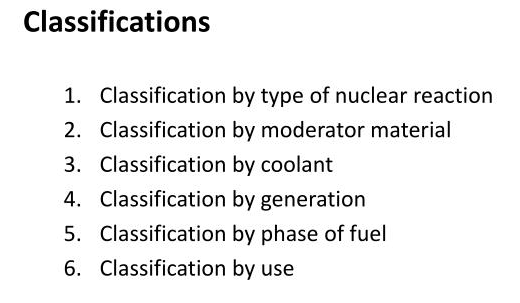 Classifications
1. Classification by type of nuclear reaction
2. Classification by moderator material
3. Classification by coolant
4. Classification by generation
5. Classification by phase of fuel
6. Classification by use